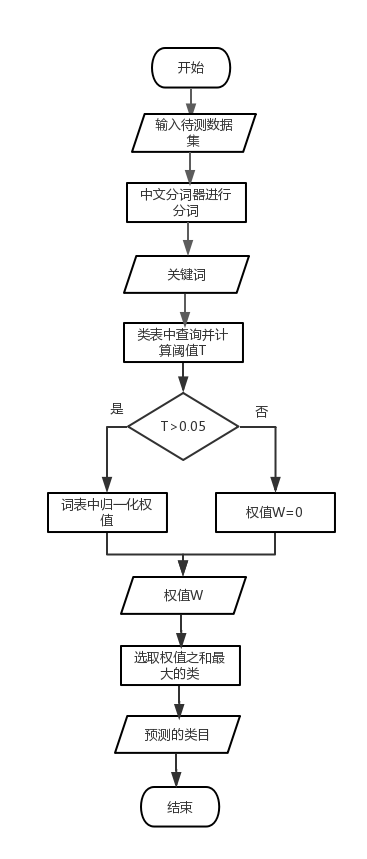 开始
输入待测数据
集
中文分词器进行
分词
关键词
类表中查询并计
算阈值T
是
否
T>0.05
词表中归一化权
值
权值W=0
权值W
选取权值之和最
大的类
预测的类目
结束